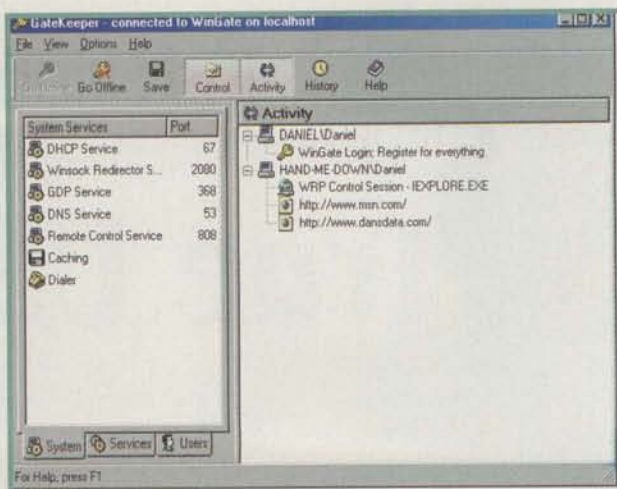 GateKeeper - connected to WinGate on localhost
File View Options Help
Go Offline Save Control Activity History Help
System Services Port
DHCP Service 67
Winsock Redirector S... 2080
GDP Service 368
DNS Service 53
Remote Control Service 808
Caching
Dialer
System Services Users
Activity
DANIEL\Daniel
WinGate Login: Register for everything
HAND-ME-DOWN\Daniel
WRP Control Session - IEXPLORE.EXE
http://www.msn.com/
http://www.dansdata.com/
For Help, press F1